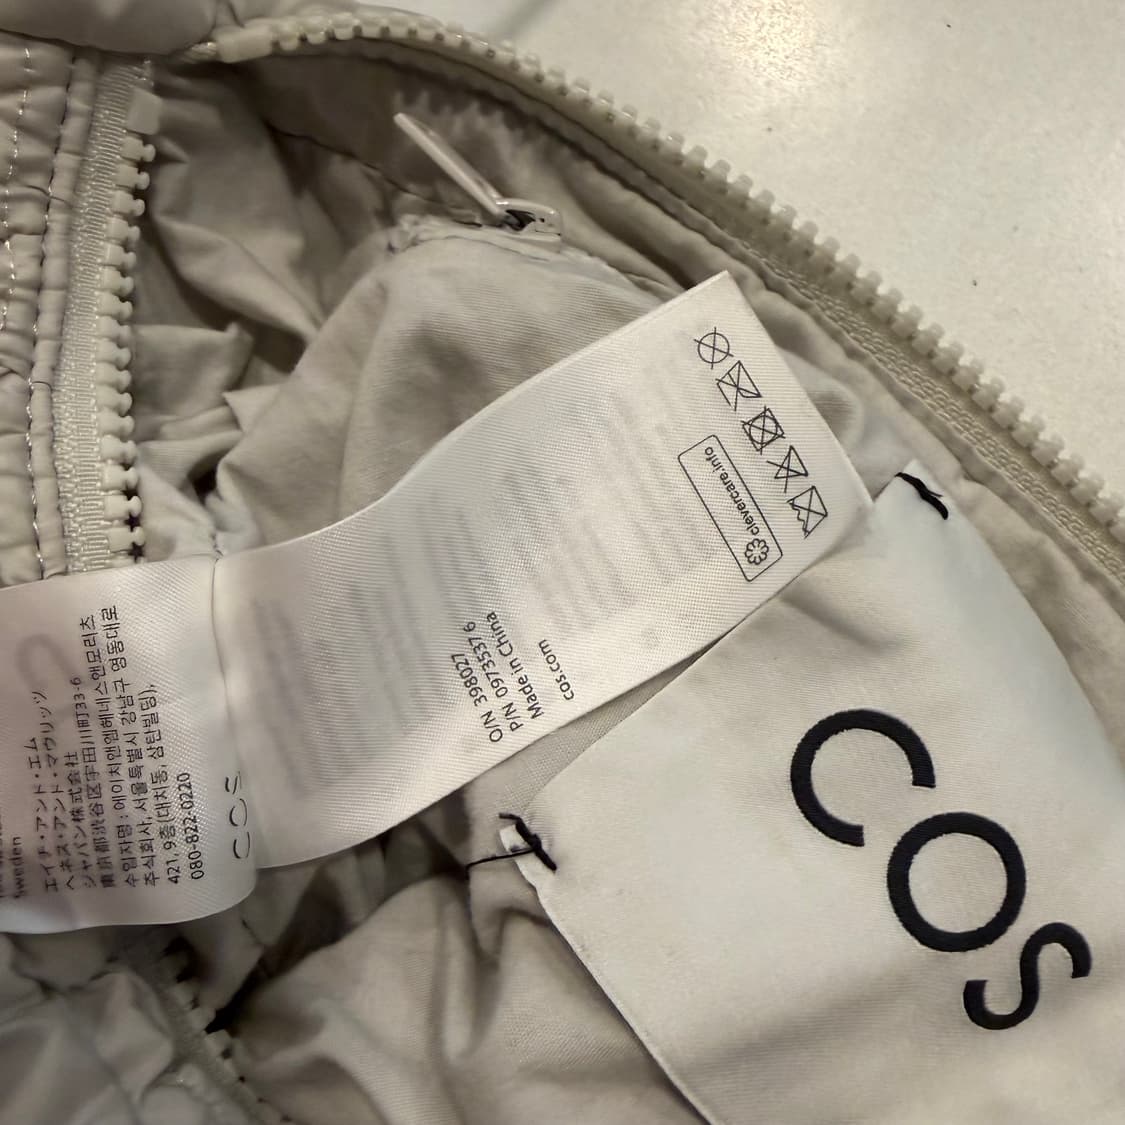 Sweden
エイチ・アンド・エム
ヘネス・アンド・マウリッツ
ジャパン株式会社
東京都渋谷区宇田川町33-6
수입자명 : 에이치앤엠헤네스앤모리츠
주식회사, 서울특별시 강남구 영동대로
421, 9층(대치동, 삼탄빌딩),
080-822-0220
COS
O/N 398027
P/N 0973537 6
Made in China
cos.com
clevercare.info
COS